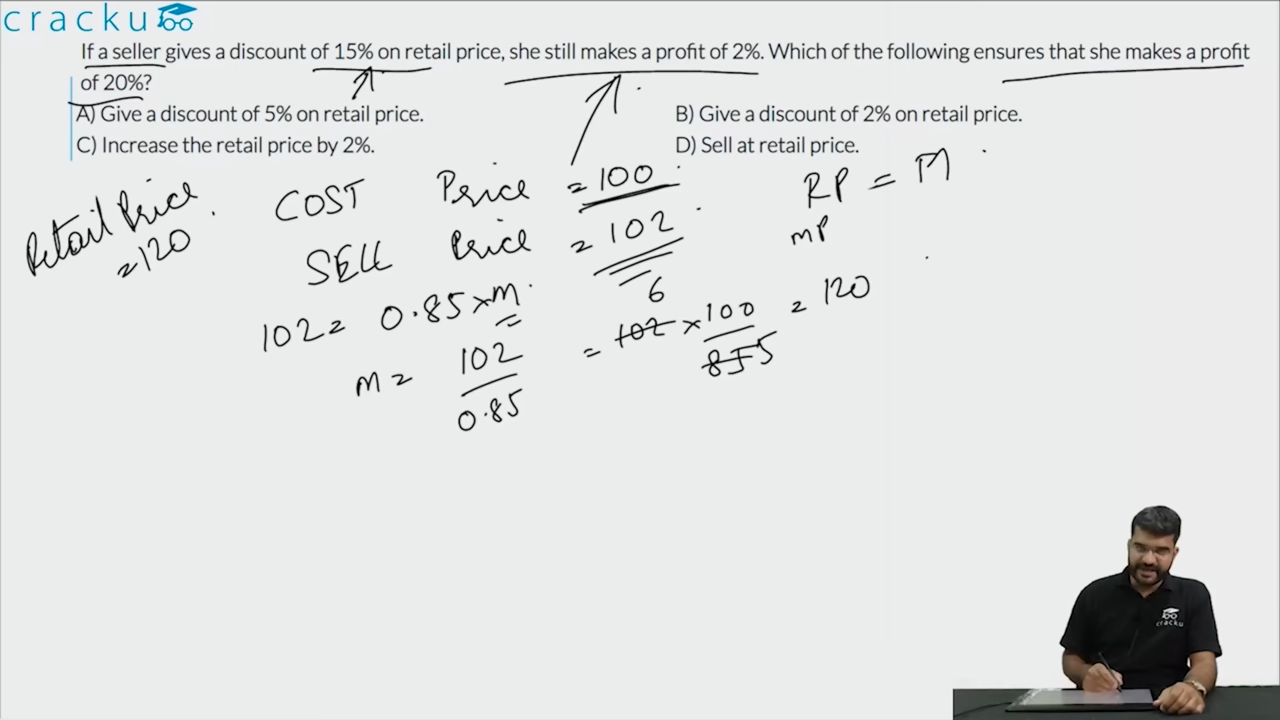 cracku
If a seller gives a discount of 15% on retail price, she still makes a profit of 2%. Which of the following ensures that she makes a profit
of 20%?
A) Give a discount of 5% on retail price.
B) Give a discount of 2% on retail price.
C) Increase the retail price by 2%.
D) Sell at retail price.
Retail Price
=120
COST Price = 100
RP = M
SELL Price = 102
MP
102 = 0.85 x m
m = 102 / 0.85 = 102 x 100 / 85 = 120
6
5
cracku